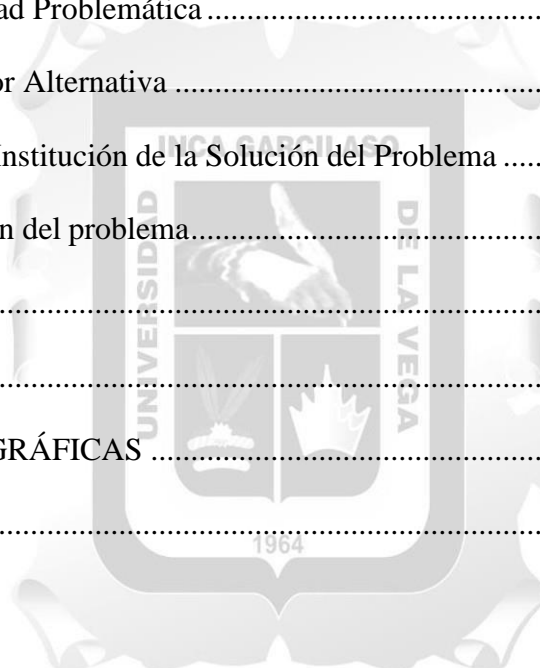 ad Problemática ........................................
or Alternativa ........................................
Institución de la Solución del Problema .....
n del problema........................................
........................................
........................................
GRÁFICAS ........................................
........................................
INCA GARCILASO
UNIVERSIDAD
DE LA VEGA
1964